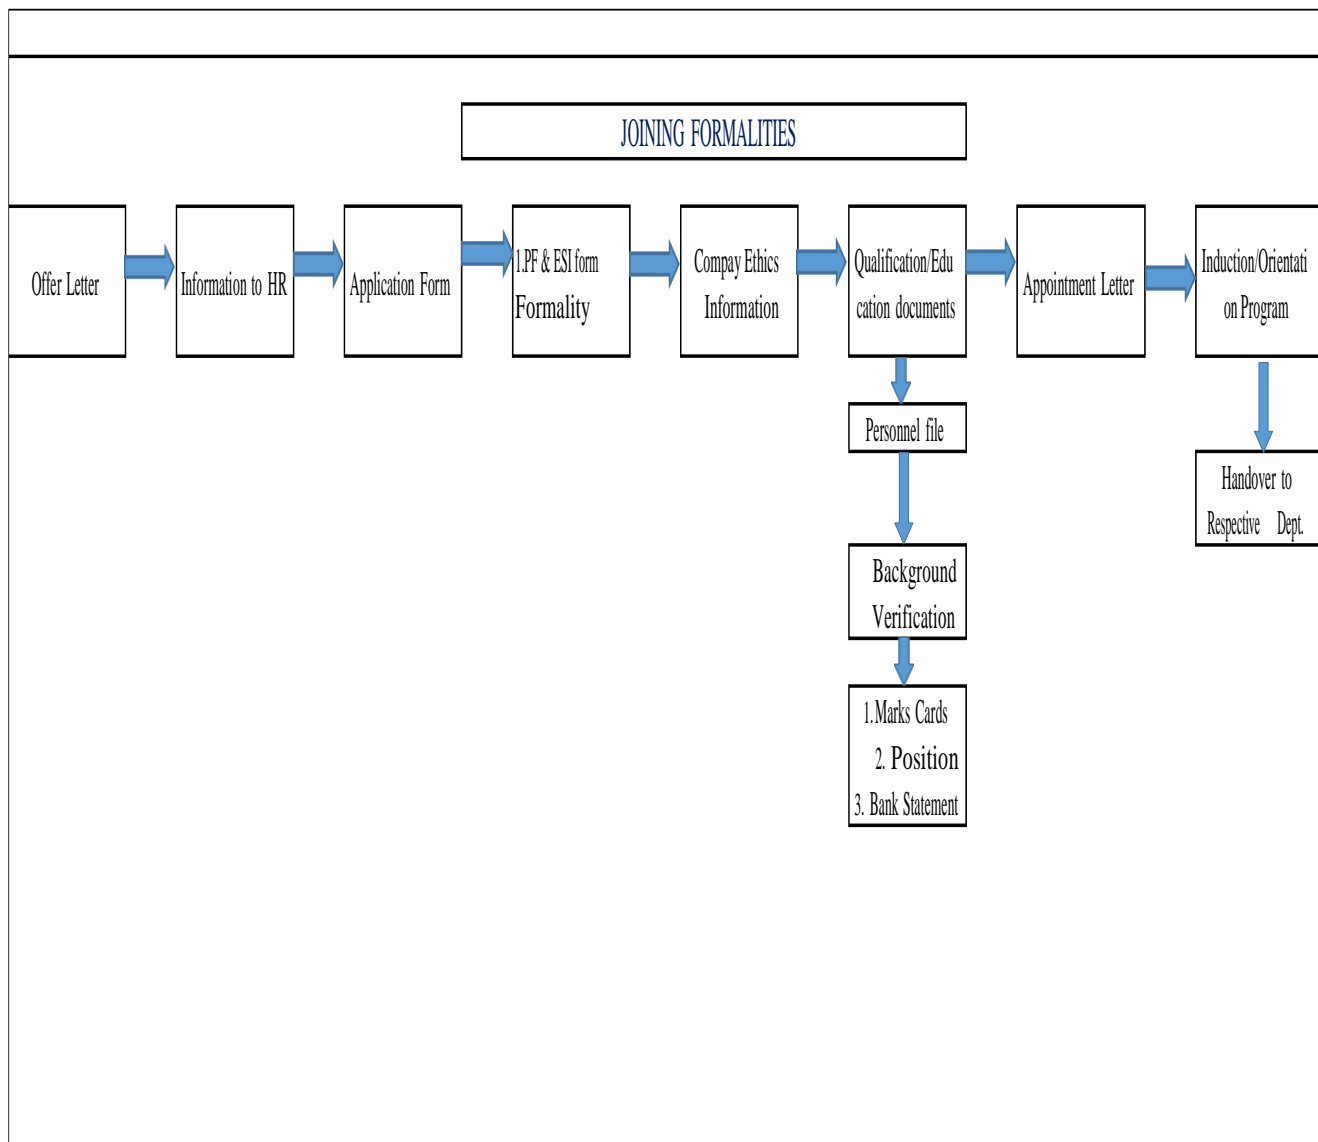 JOINING FORMALITIES
Offer Letter
Information to HR
Application Form
1.PF & ESI form
Formality
Compay Ethics
Information
Qualification/Edu
cation documents
Appointment Letter
Induction/Orientati
on Program
Personnel file
Handover to
Respective Dept.
Background
Verification
1. Marks Cards
2. Position
3. Bank Statement